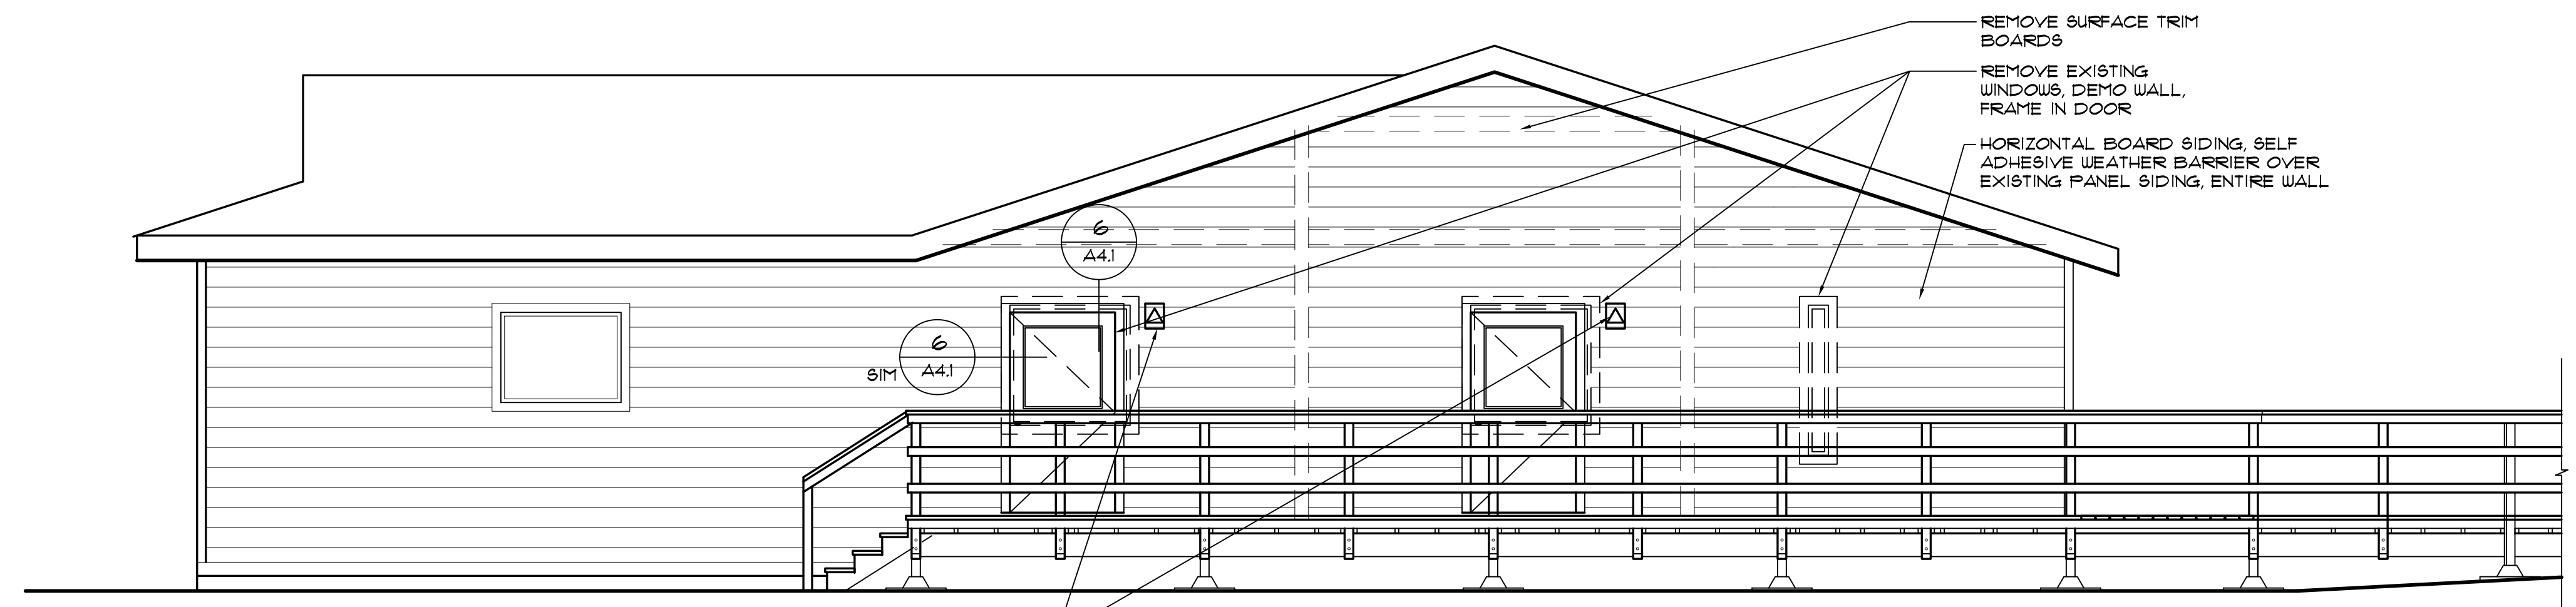 REMOVE SURFACE TRIM
BOARDS
REMOVE EXISTING
WINDOWS, DEMO WALL,
FRAME IN DOOR
HORIZONTAL BOARD SIDING, SELF
ADHESIVE WEATHER BARRIER OVER
EXISTING PANEL SIDING, ENTIRE WALL
6
A4.1
6
A4.1
SIM